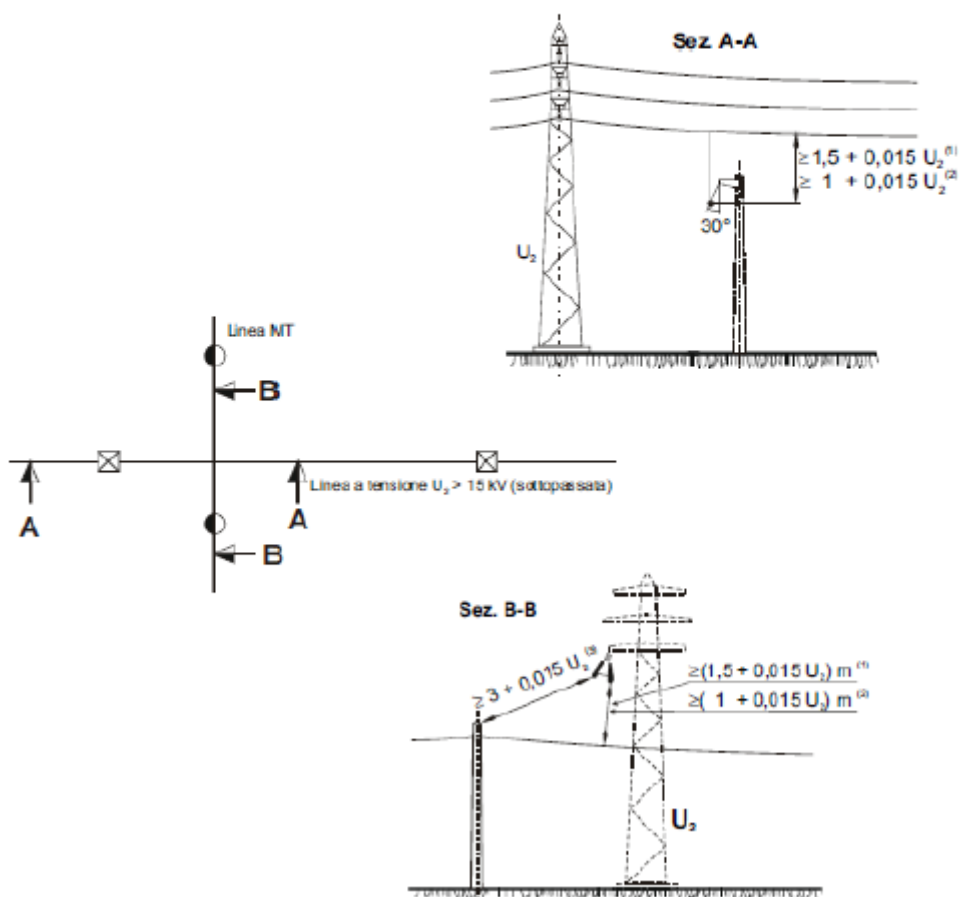 Sez. A-A
≥ 1,5 + 0,015 U₂⁽¹⁾
≥ 1 + 0,015 U₂⁽²⁾
30°
U₂
Linea MT
B
Linea a tensione U₂ > 15 kV (sottopassata)
A
A
B
Sez. B-B
≥ 3 + 0,015 U₂⁽³⁾
≥(1,5 + 0,015 U₂) m⁽¹⁾
≥( 1 + 0,015 U₂) m⁽²⁾
U₂